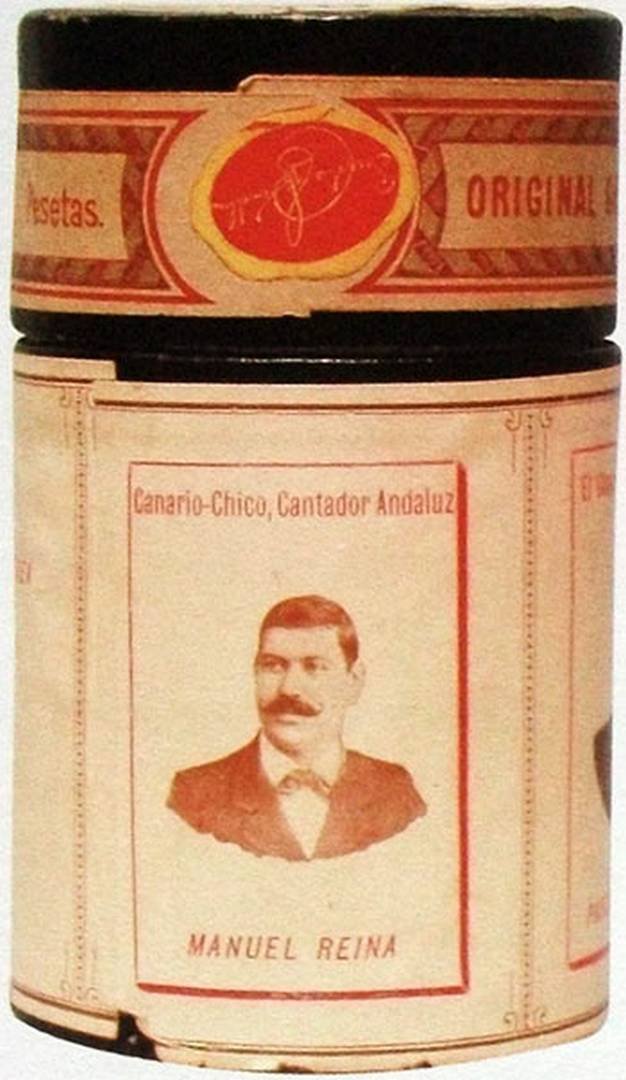 Pesetas.
ORIGINAL
Canario-Chico, Cantador Andaluz
MANUEL REINA